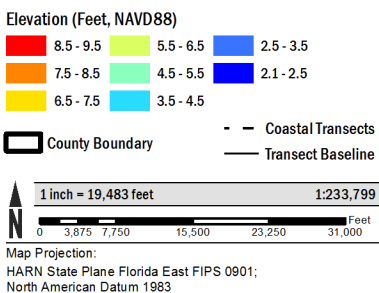 Elevation (Feet, NAVD88)
8.5 - 9.5 5.5 - 6.5 2.5 - 3.5
7.5 - 8.5 4.5 - 5.5 2.1 - 2.5
6.5 - 7.5 3.5 - 4.5
County Boundary
Coastal Transects
Transect Baseline
N
1 inch = 19,483 feet 1:233,799
Feet
0 3,875 7,750 15,500 23,250 31,000
Map Projection:
HARN State Plane Florida East FIPS 0901;
North American Datum 1983